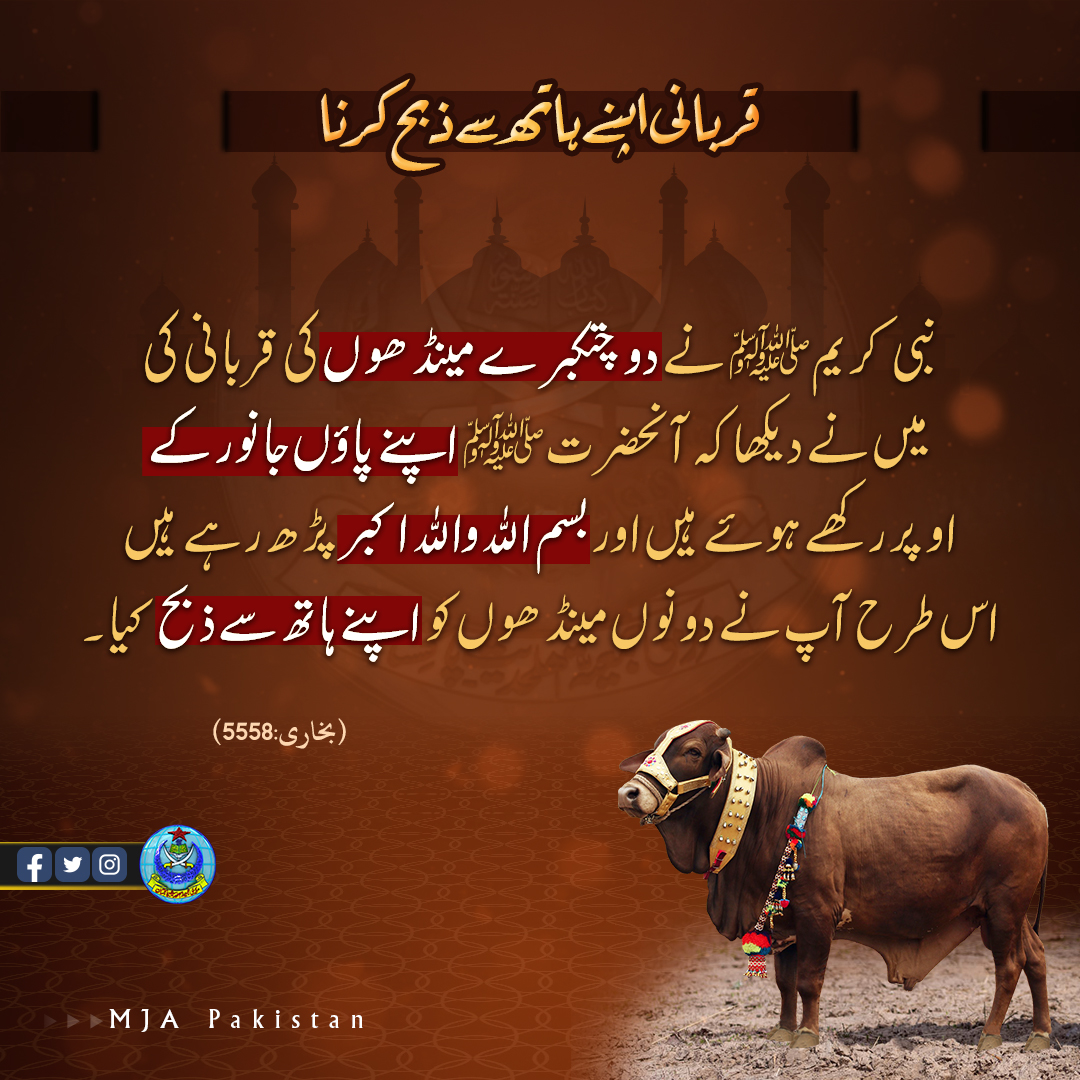 قربانی اپنے ہاتھ سے ذبح کرنا
نبی کریم ﷺ نے دو چتکبرے مینڈھوں کی قربانی کی
میں نے دیکھا کہ آنحضرت ﷺ اپنے پاؤں جانور کے
اوپر رکھے ہوئے ہیں اور بسم اللہ واللہ اکبر پڑھ رہے ہیں
اس طرح آپ نے دونوں مینڈھوں کو اپنے ہاتھ سے ذبح کیا۔
(بخاری:5558)
MJA Pakistan